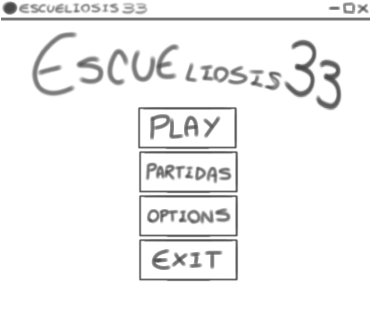 ESCUELIOSIS 33
ESCUELIOSIS 33
PLAY
PARTIDAS
OPTIONS
EXIT